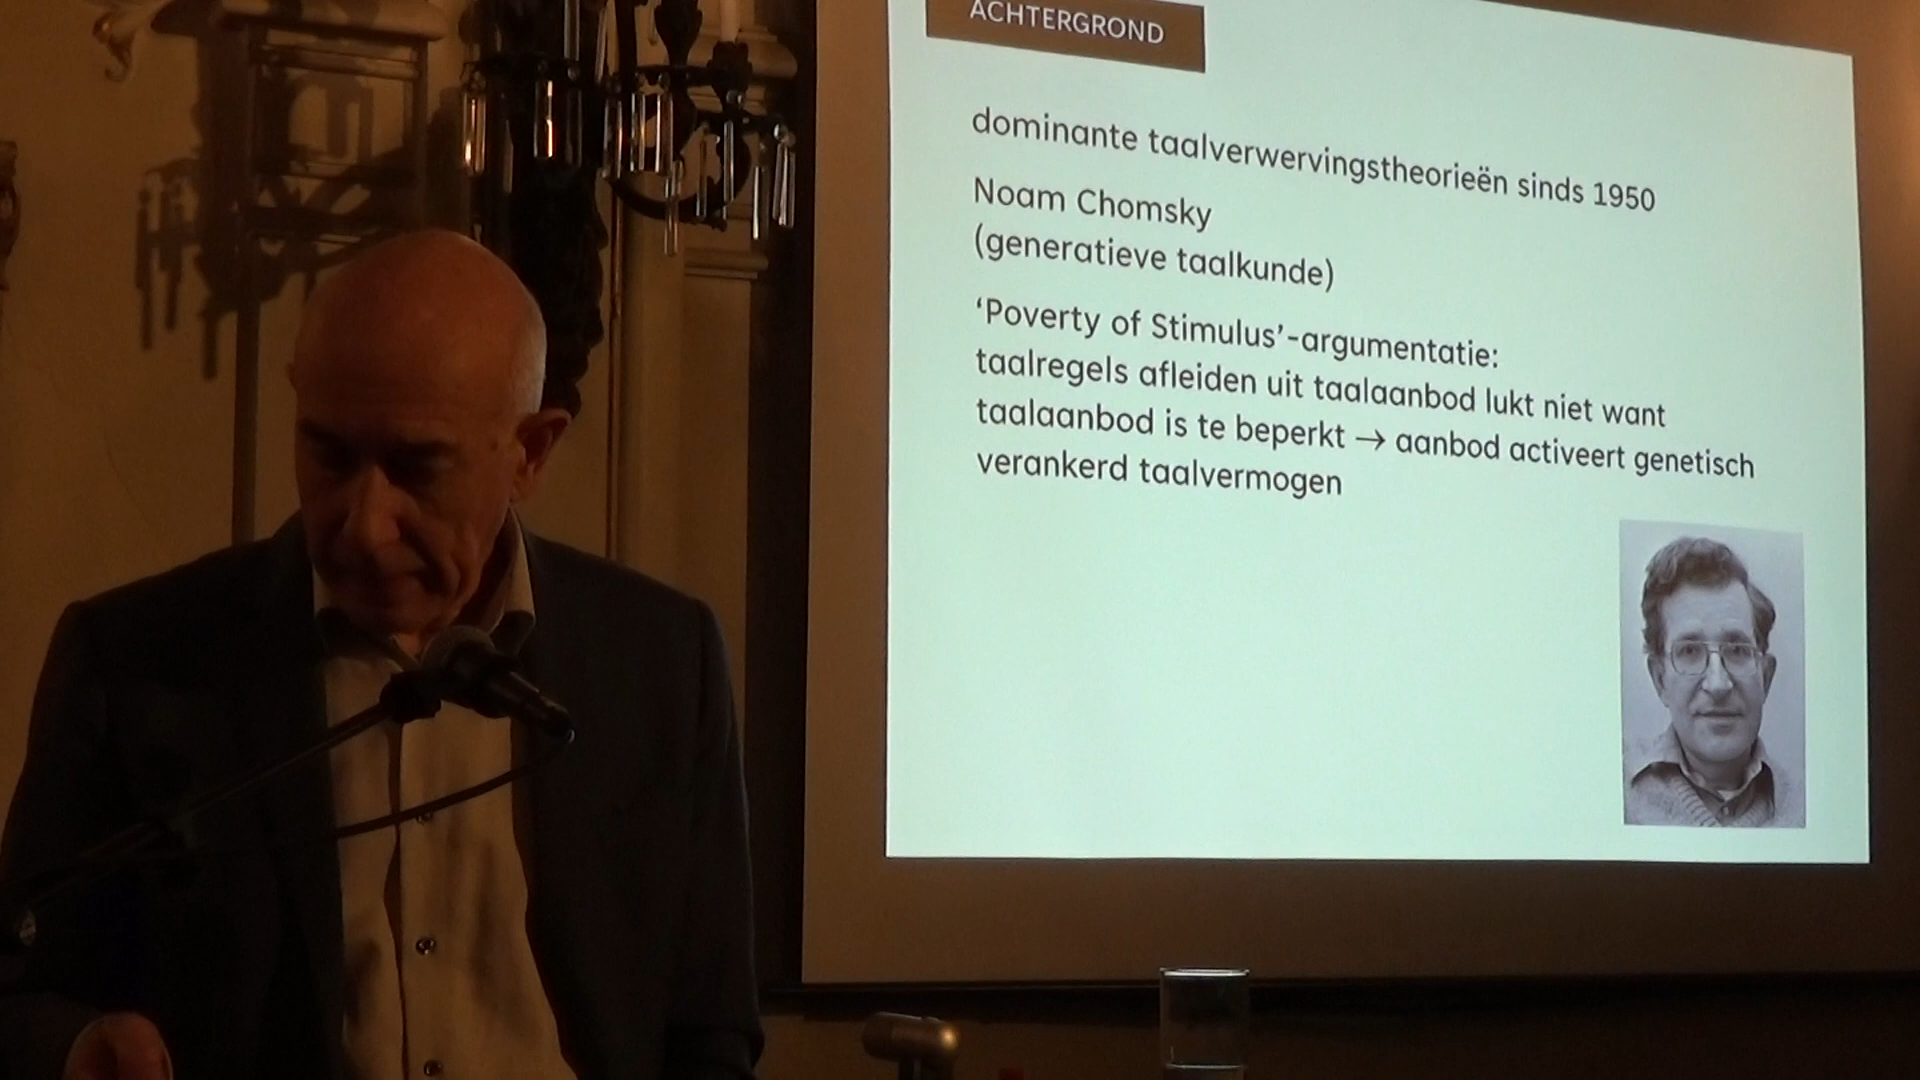 ACHTERGROND
dominante taalverwervingstheorieën sinds 1950
Noam Chomsky
(generatieve taalkunde)
‘Poverty of Stimulus’-argumentatie:
taalregels afleiden uit taalaanbod lukt niet want
taalaanbod is te beperkt → aanbod activeert genetisch
verankerd taalvermogen